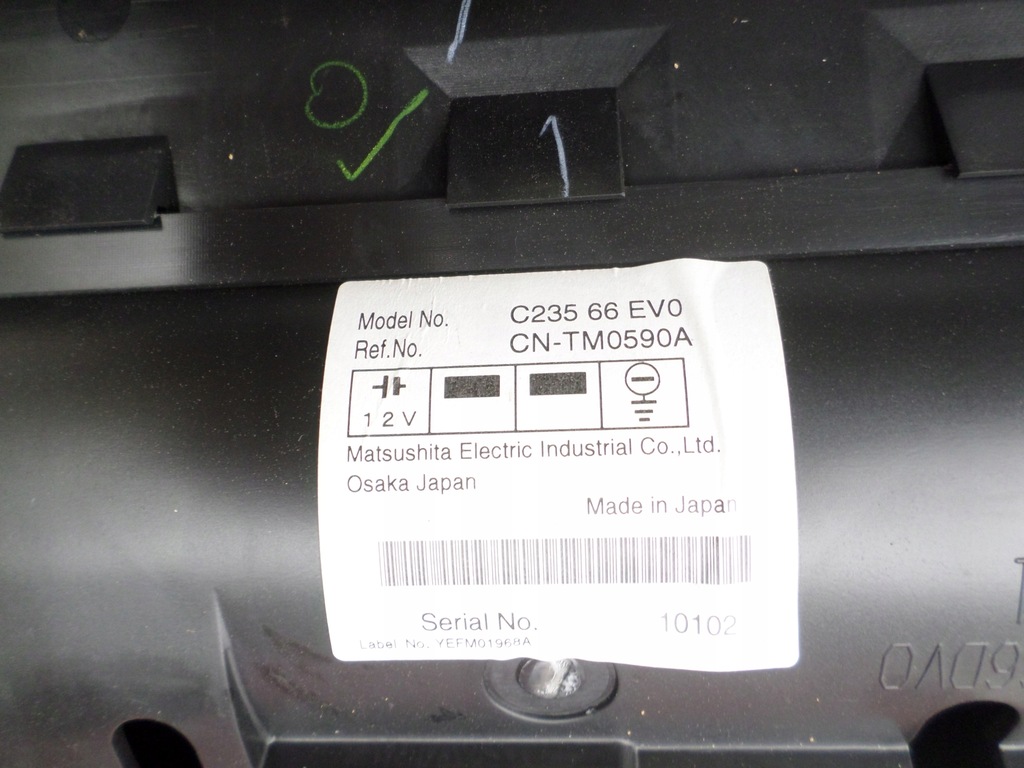 1
Model No. C235 66 EV0
Ref.No. CN-TM0590A
12V
Matsushita Electric Industrial Co.,Ltd.
Osaka Japan
Made in Japan
Serial No. 10102
Label No. YEFM01968A